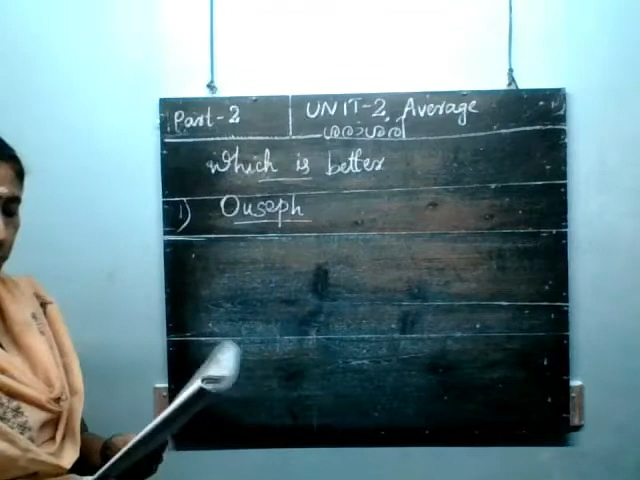 Part-2
UNIT-2, Average
ശരാശരി
Which is better
1) Ouseph